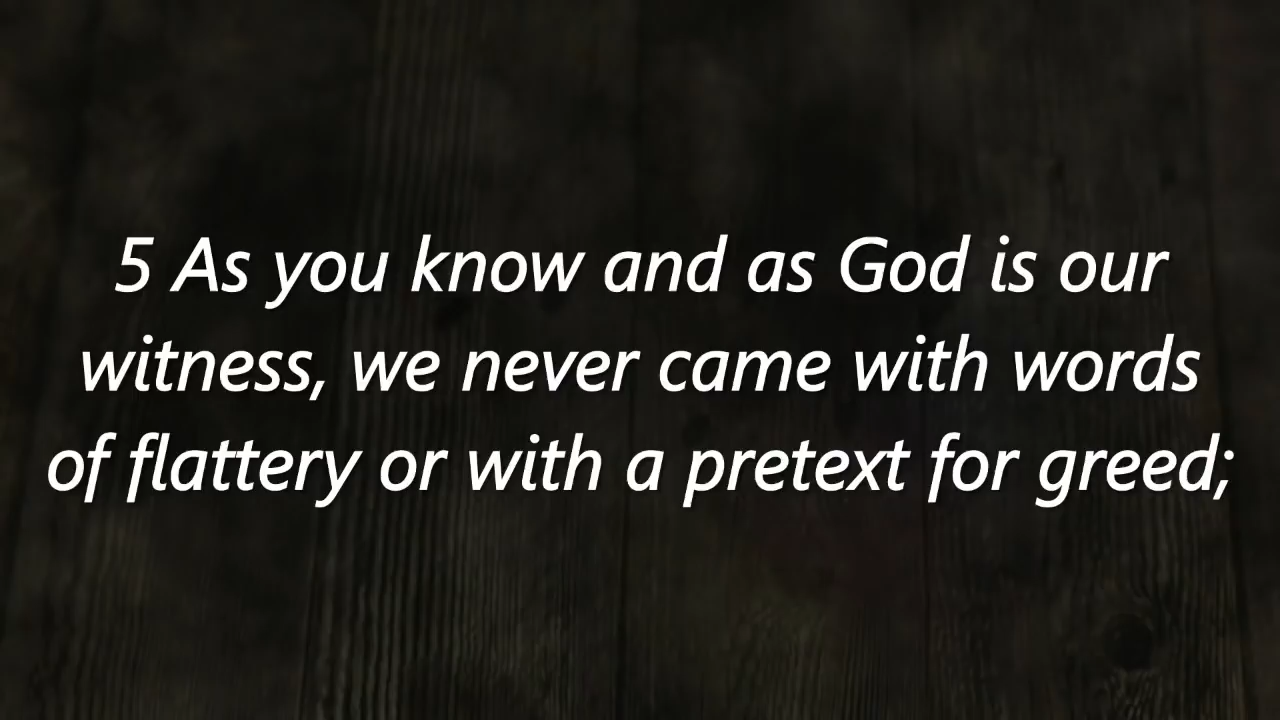 5 As you know and as God is our
witness, we never came with words
of flattery or with a pretext for greed;